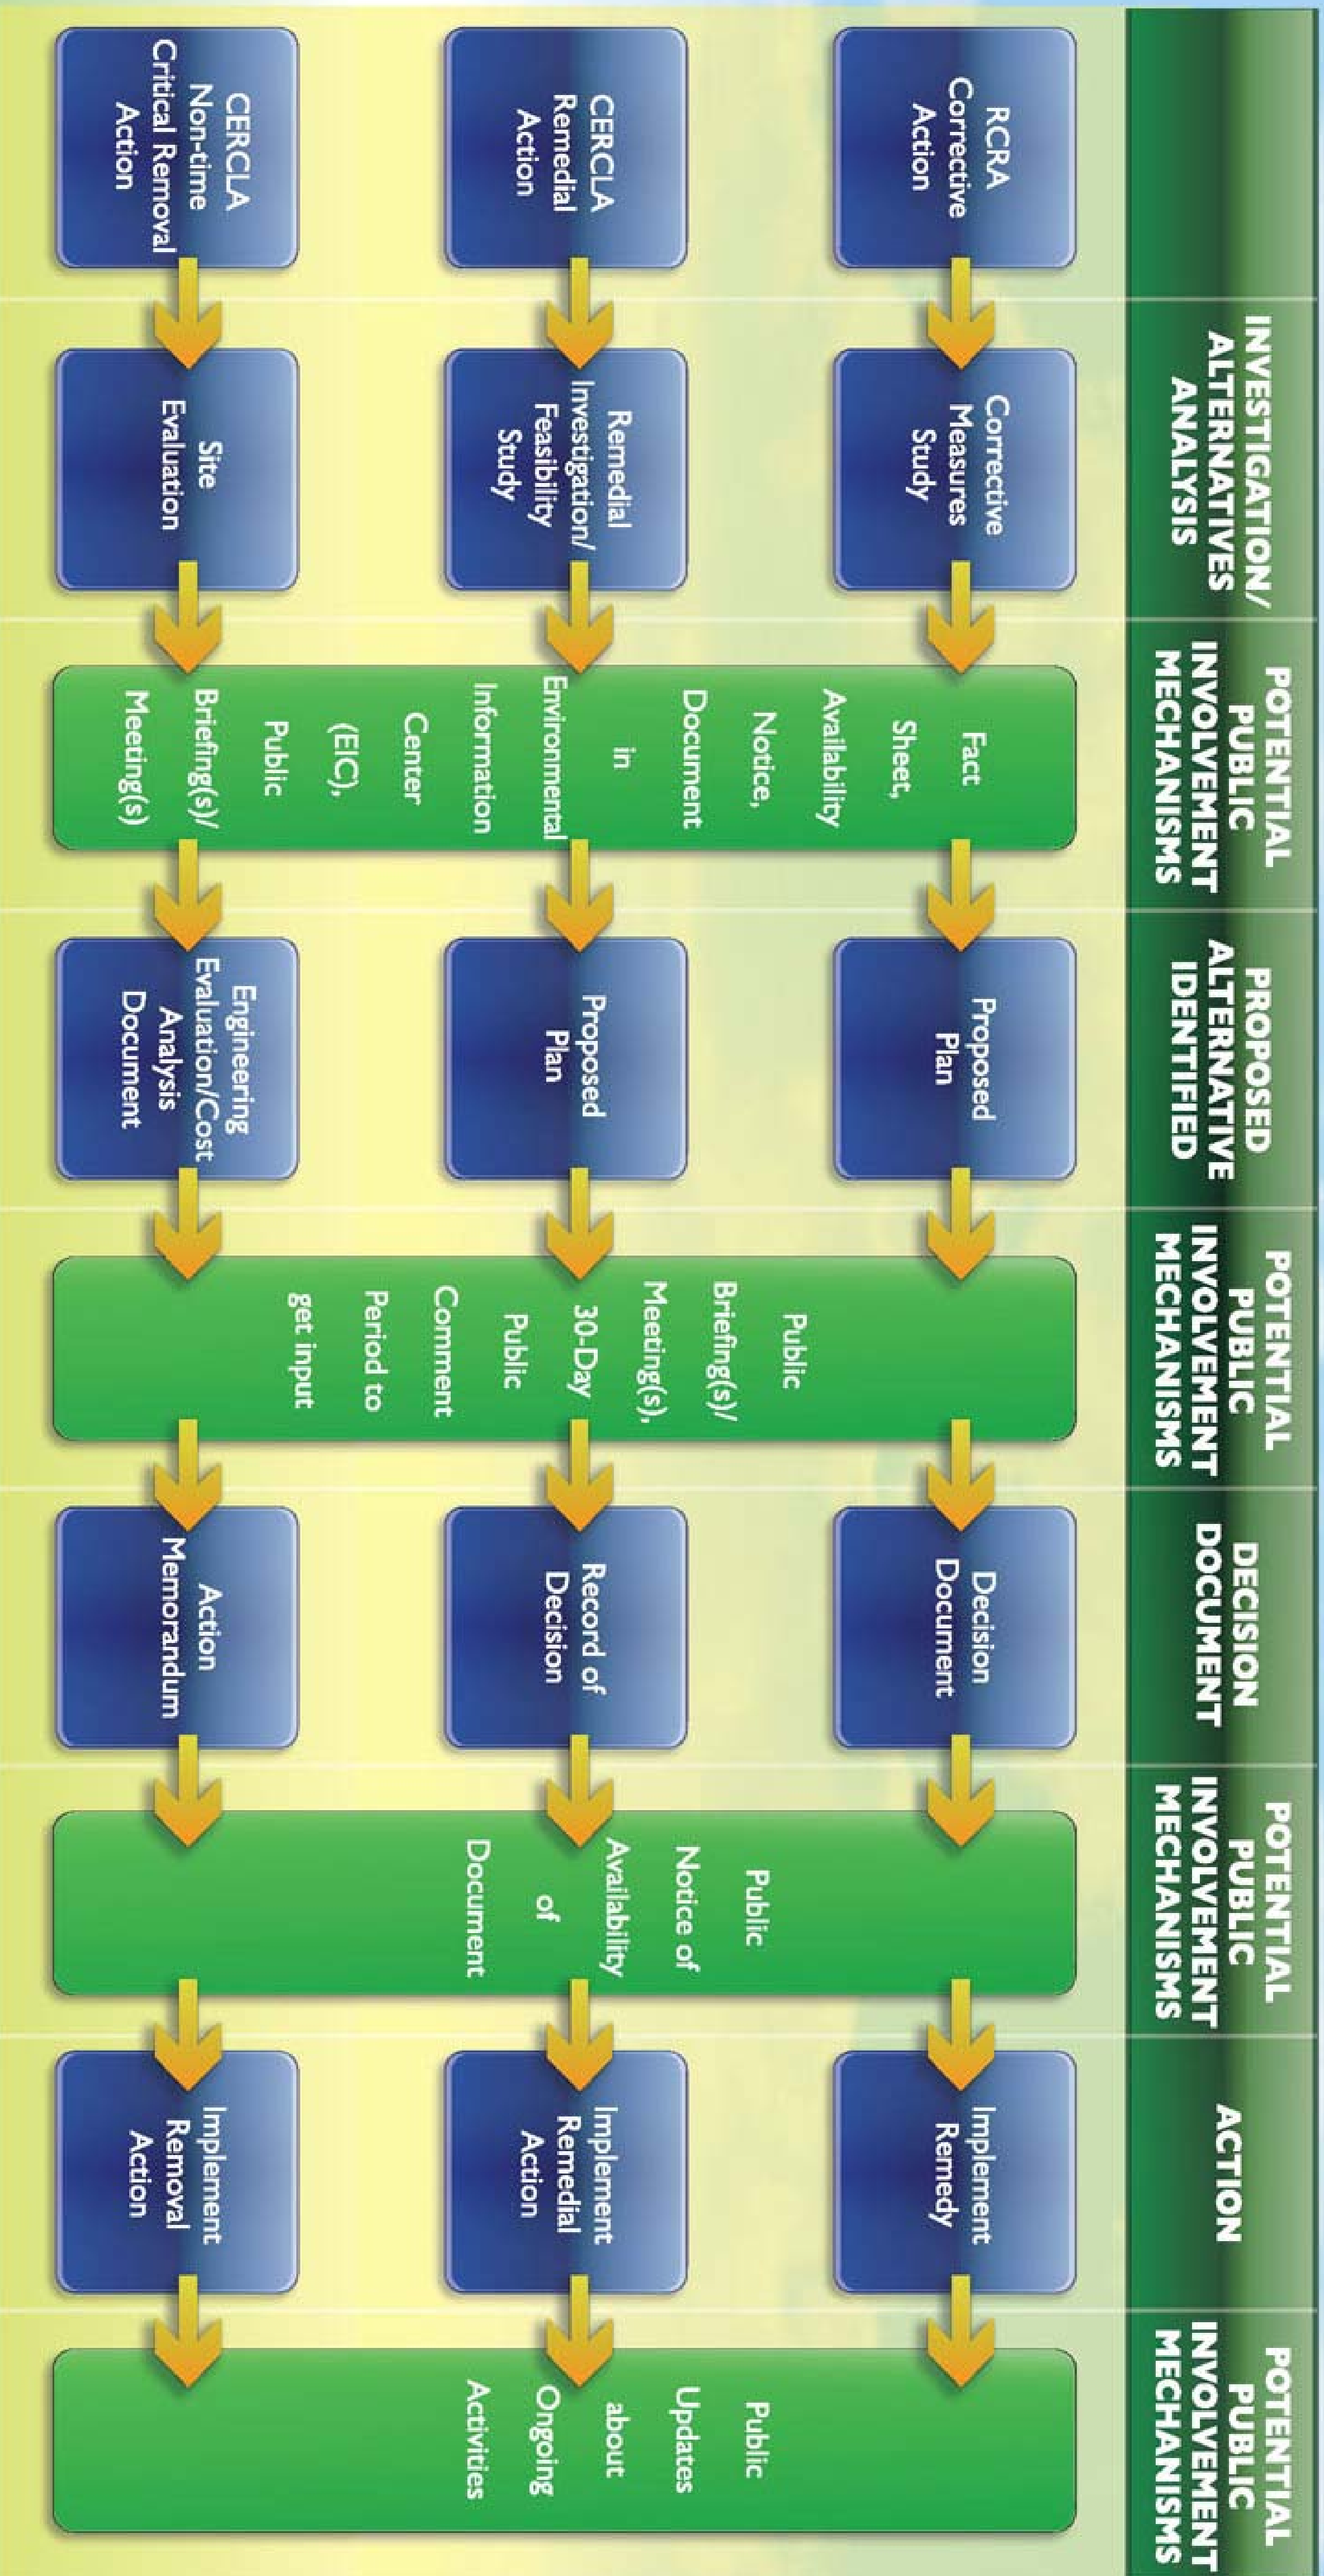 INVESTIGATION/
ALTERNATIVES
ANALYSIS
POTENTIAL
PUBLIC
INVOLVEMENT
MECHANISMS
PROPOSED
ALTERNATIVE
IDENTIFIED
POTENTIAL
PUBLIC
INVOLVEMENT
MECHANISMS
DECISION
DOCUMENT
POTENTIAL
PUBLIC
INVOLVEMENT
MECHANISMS
ACTION
POTENTIAL
PUBLIC
INVOLVEMENT
MECHANISMS
RCRA
Corrective
Action
Corrective
Measures
Study
Fact
Sheet,
Availability
Notice,
Document
in
Environmental
Information
Center
(EIC),
Public
Briefing(s)/
Meeting(s)
Proposed
Plan
Public
Briefing(s)/
Meeting(s),
30-Day
Public
Comment
Period to
get input
Decision
Document
Public
Notice of
Availability
of
Document
Implement
Remedy
Public
Updates
about
Ongoing
Activities
CERCLA
Remedial
Action
Remedial
Investigation/
Feasibility
Study
Proposed
Plan
Record of
Decision
Implement
Remedial
Action
CERCLA
Non-time
Critical Removal
Action
Site
Evaluation
Engineering
Evaluation/Cost
Analysis
Document
Action
Memorandum
Implement
Removal
Action